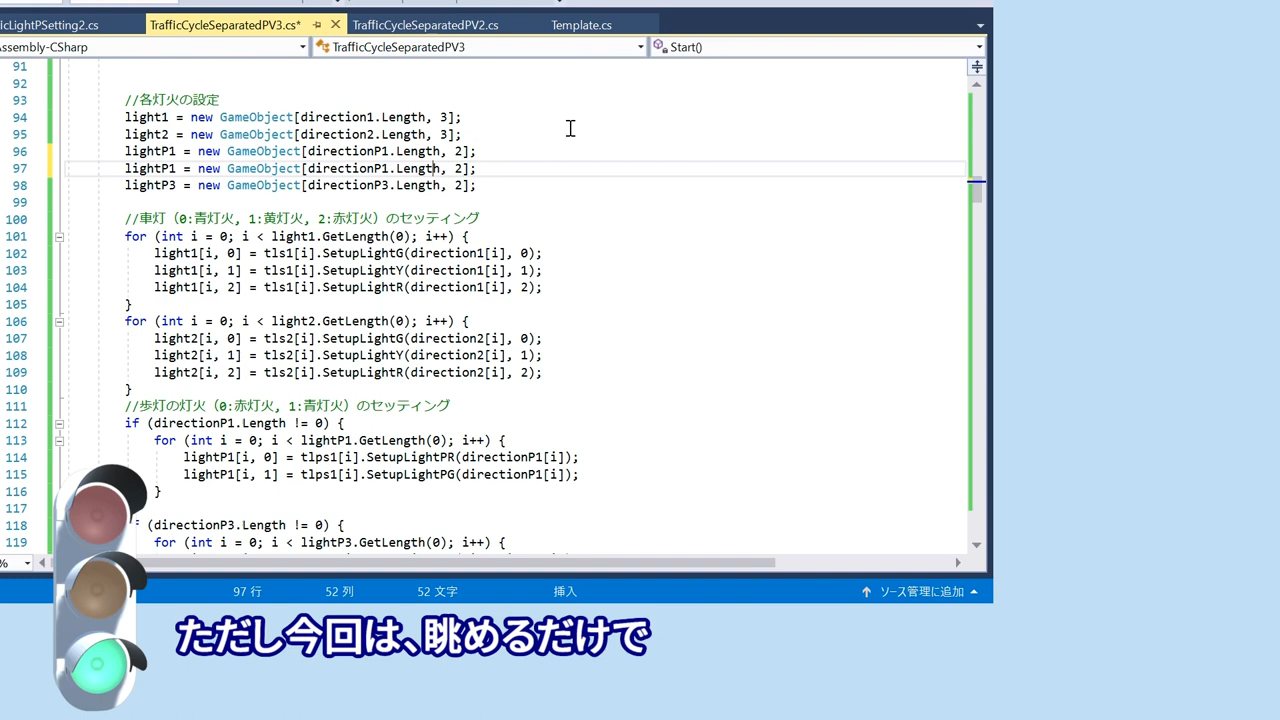 icLightPSetting2.cs TrafficCycleSeparatedPV3.cs* TrafficCycleSeparatedPV2.cs Template.cs
Assembly-CSharp TrafficCycleSeparatedPV3 Start()
91
92
93 //各灯火の設定
94 light1 = new GameObject[direction1.Length, 3];
95 light2 = new GameObject[direction2.Length, 3];
96 lightP1 = new GameObject[directionP1.Length, 2];
97 lightP1 = new GameObject[directionP1.Length, 2];
98 lightP3 = new GameObject[directionP3.Length, 2];
99
100 //車灯（0:青灯火, 1:黄灯火, 2:赤灯火）のセッティング
101 for (int i = 0; i < light1.GetLength(0); i++) {
102 light1[i, 0] = tls1[i].SetupLightG(direction1[i], 0);
103 light1[i, 1] = tls1[i].SetupLightY(direction1[i], 1);
104 light1[i, 2] = tls1[i].SetupLightR(direction1[i], 2);
105 }
106 for (int i = 0; i < light2.GetLength(0); i++) {
107 light2[i, 0] = tls2[i].SetupLightG(direction2[i], 0);
108 light2[i, 1] = tls2[i].SetupLightY(direction2[i], 1);
109 light2[i, 2] = tls2[i].SetupLightR(direction2[i], 2);
110 }
111 //歩灯の灯火（0:赤灯火, 1:青灯火）のセッティング
112 if (directionP1.Length != 0) {
113 for (int i = 0; i < lightP1.GetLength(0); i++) {
114 lightP1[i, 0] = tlps1[i].SetupLightPR(directionP1[i]);
115 lightP1[i, 1] = tlps1[i].SetupLightPG(directionP1[i]);
116 }
117
118 f (directionP3.Length != 0) {
119 for (int i = 0; i < lightP3.GetLength(0); i++) {
% 97 行 52 列 52 文字 挿入 ソース管理に追加
ただし今回は、眺めるだけで